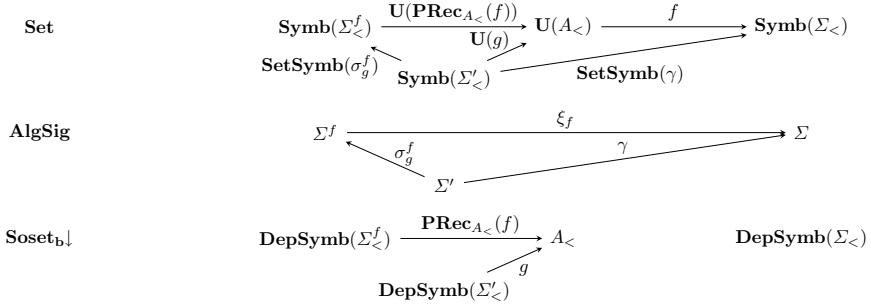 U(PRec_{A_<}(f)) f
Set Symb(Σ^f_<) U(A_<) Symb(Σ_<)
U(g)
SetSymb(σ^f_g) Symb(Σ′_<) SetSymb(γ)
ξ_f
AlgSig Σ^f Σ
σ^f_g γ
Σ′
PRec_{A_<}(f)
Soset_b↓ DepSymb(Σ^f_<) A_< DepSymb(Σ_<)
g
DepSymb(Σ′_<)